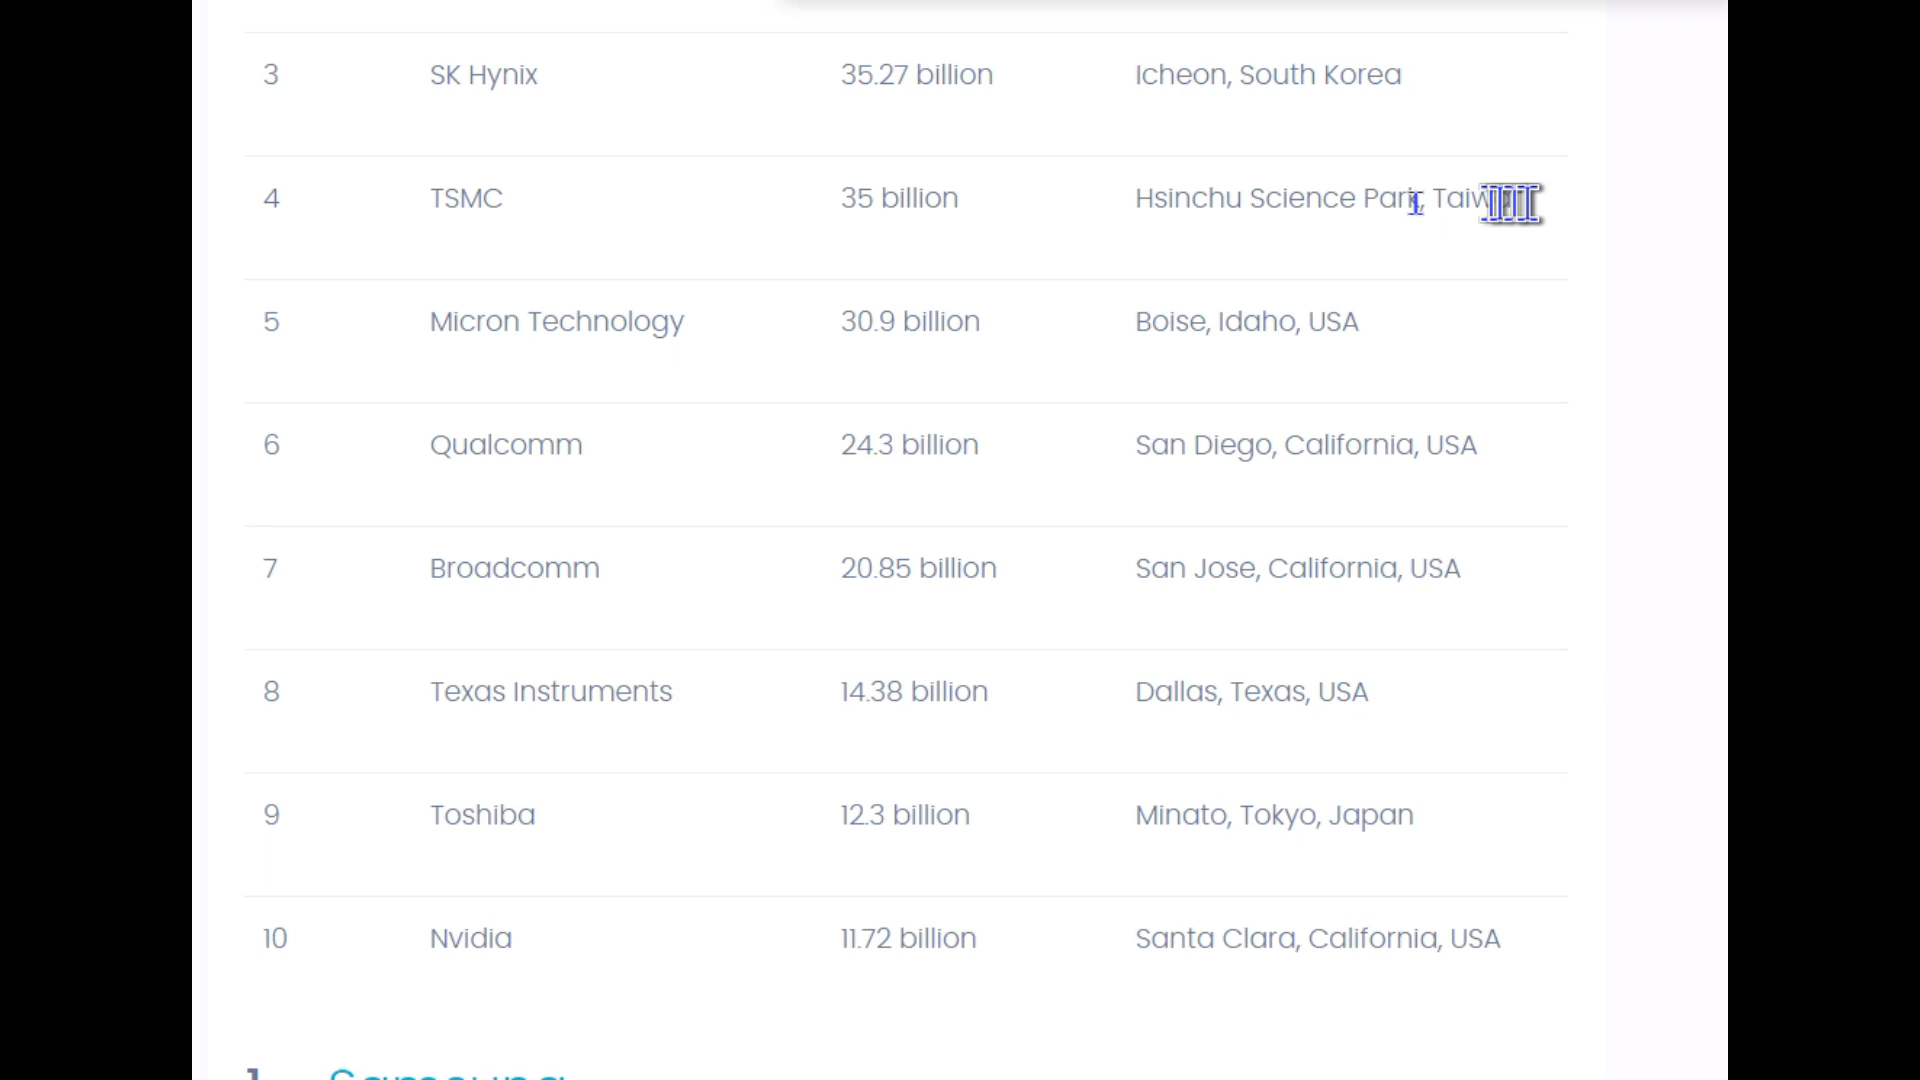 3 SK Hynix 35.27 billion Icheon, South Korea
4 TSMC 35 billion Hsinchu Science Park,
5 Micron Technology 30.9 billion Boise, Idaho, USA
6 Qualcomm 24.3 billion San Diego, California, USA
7 Broadcomm 20.85 billion San Jose, California, USA
8 Texas Instruments 14.38 billion Dallas, Texas, USA
9 Toshiba 12.3 billion Minato, Tokyo, Japan
10 Nvidia 11.72 billion Santa Clara, California, USA